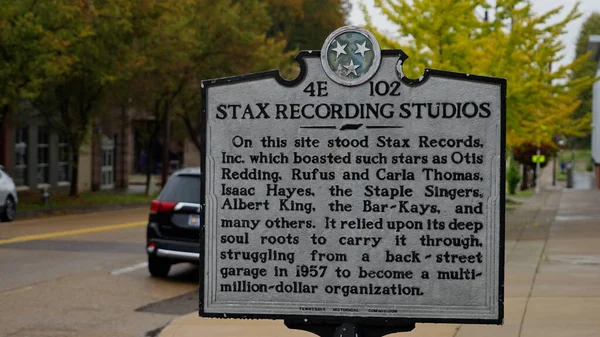 4E 102
STAX RECORDING STUDIOS
On this site stood Stax Records,
Inc. which boasted such stars as Otis
Redding, Rufus and Carla Thomas,
Isaac Hayes, the Staple Singers,
Albert King, the Bar-Kays, and
many others. It relied upon its deep
soul roots to carry it through,
struggling from a back-street
garage in 1957 to become a multi-
million-dollar organization.
TENNESSEE HISTORICAL COMMISSION